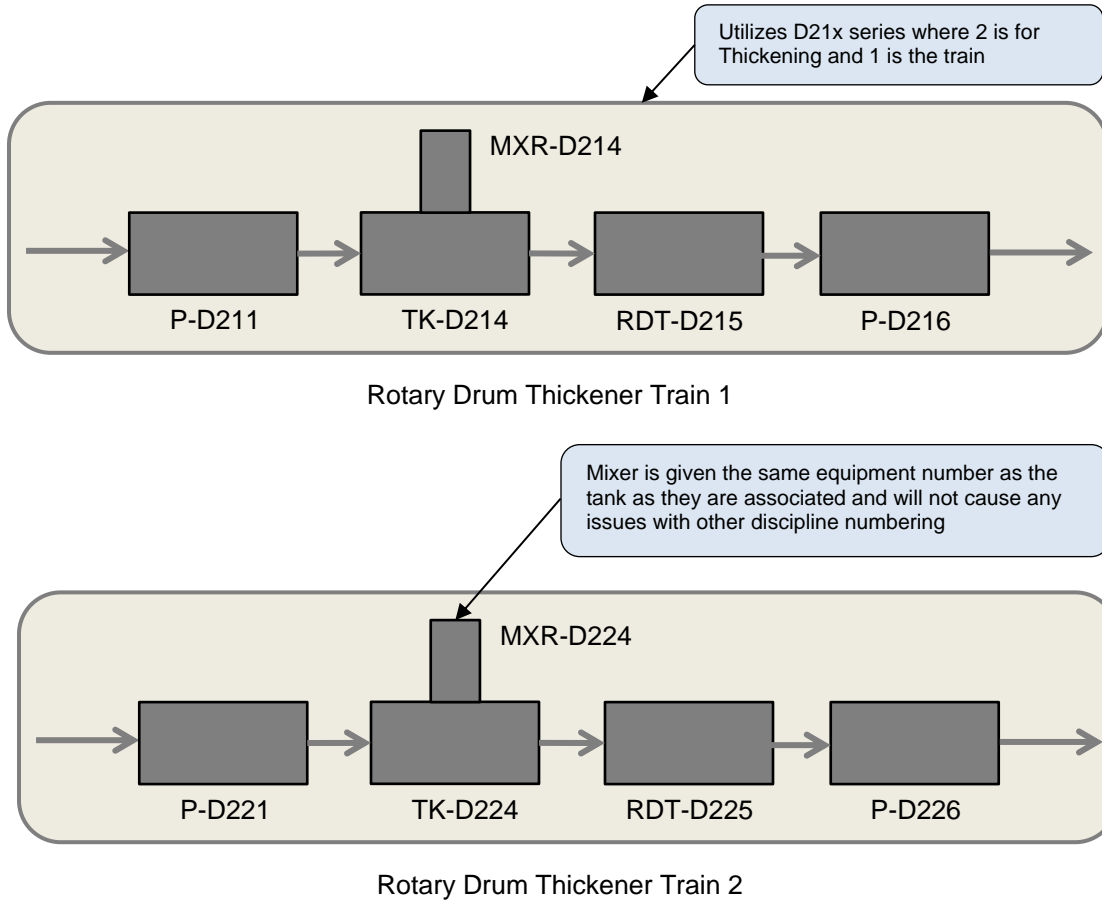 Utilizes D21x series where 2 is for
Thickening and 1 is the train
MXR-D214
P-D211
TK-D214
RDT-D215
P-D216
Rotary Drum Thickener Train 1
Mixer is given the same equipment number as the
tank as they are associated and will not cause any
issues with other discipline numbering
MXR-D224
P-D221
TK-D224
RDT-D225
P-D226
Rotary Drum Thickener Train 2